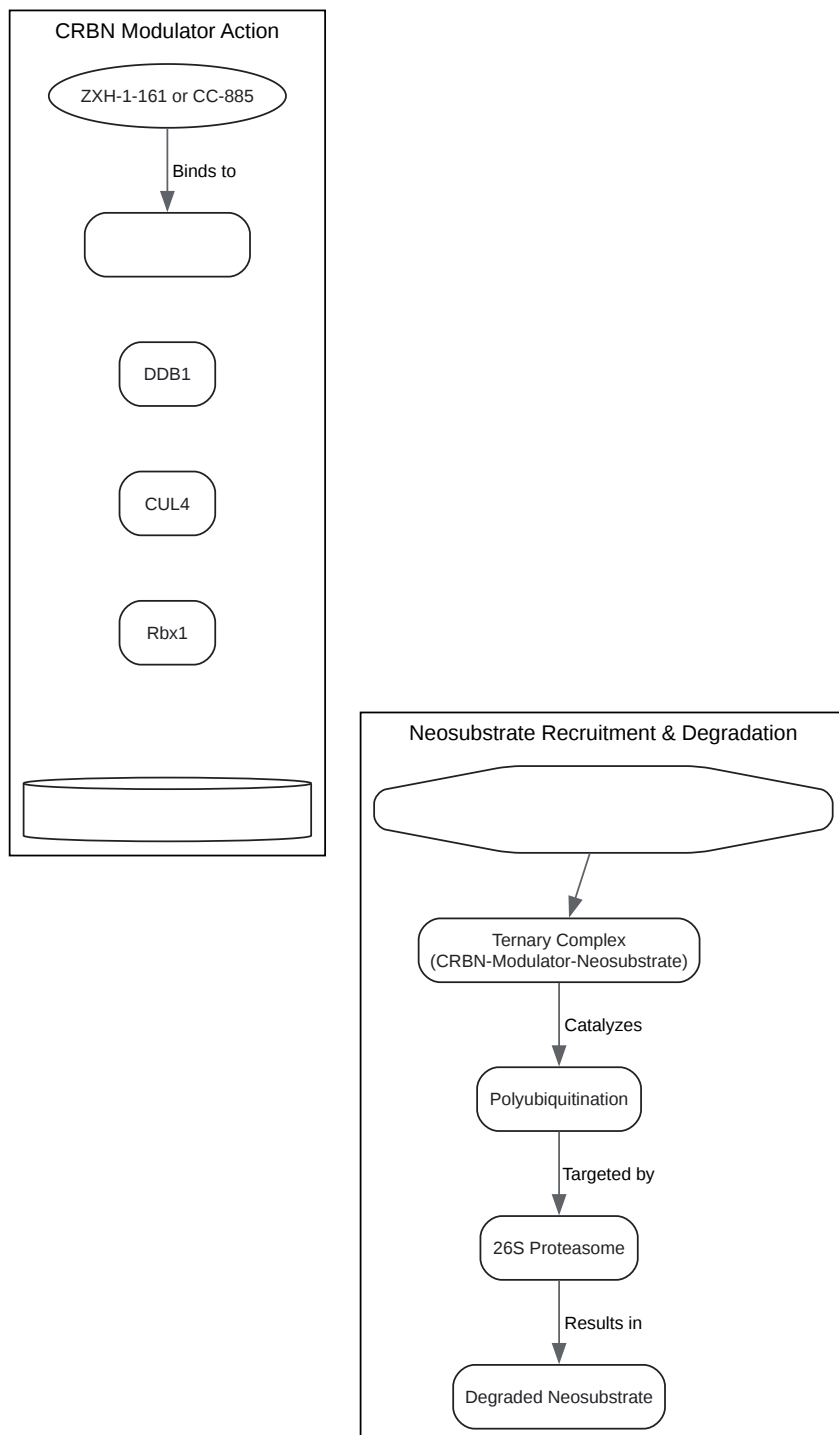 CRBN Modulator Action
ZXH-1-161 or CC-885
Binds to
DDB1
CUL4
Rbx1
Neosubstrate Recruitment & Degradation
Ternary Complex
(CRBN-Modulator-Neosubstrate)
Catalyzes
Polyubiquitination
Targeted by
26S Proteasome
Results in
Degraded Neosubstrate